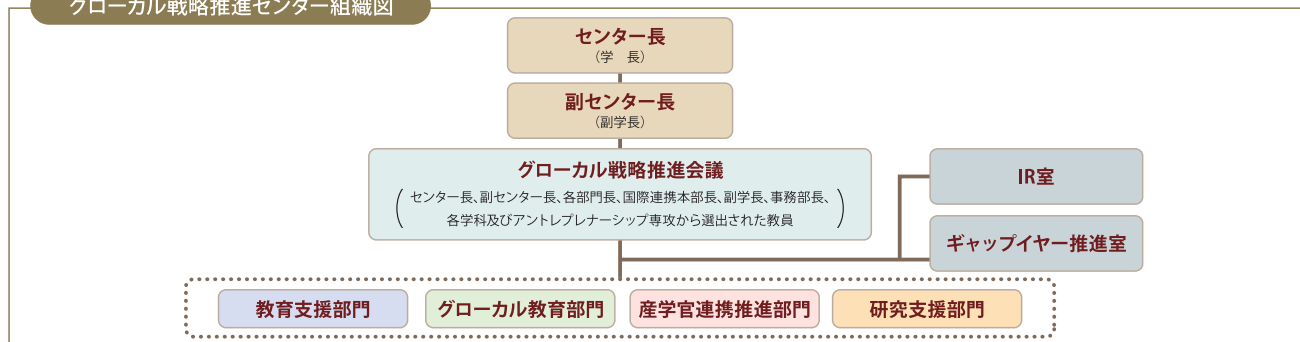 グローカル戦略推進センター組織図
センター長
（学　長）
副センター長
（副学長）
グローカル戦略推進会議
センター長、副センター長、各部門長、国際連携本部長、副学長、事務部長、
各学科及びアントレプレナーシップ専攻から選出された教員
IR室
ギャップイヤー推進室
教育支援部門
グローカル教育部門
産学官連携推進部門
研究支援部門